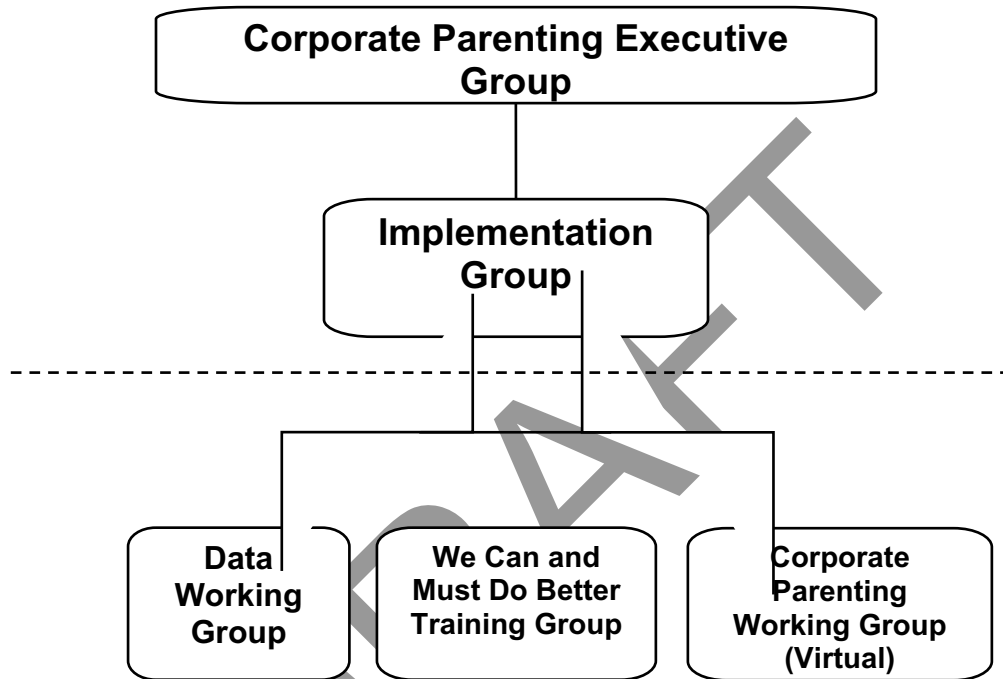 Corporate Parenting Executive
Group
Implementation
Group
Data
Working
Group
We Can and
Must Do Better
Training Group
Corporate
Parenting
Working Group
(Virtual)
DRAFT